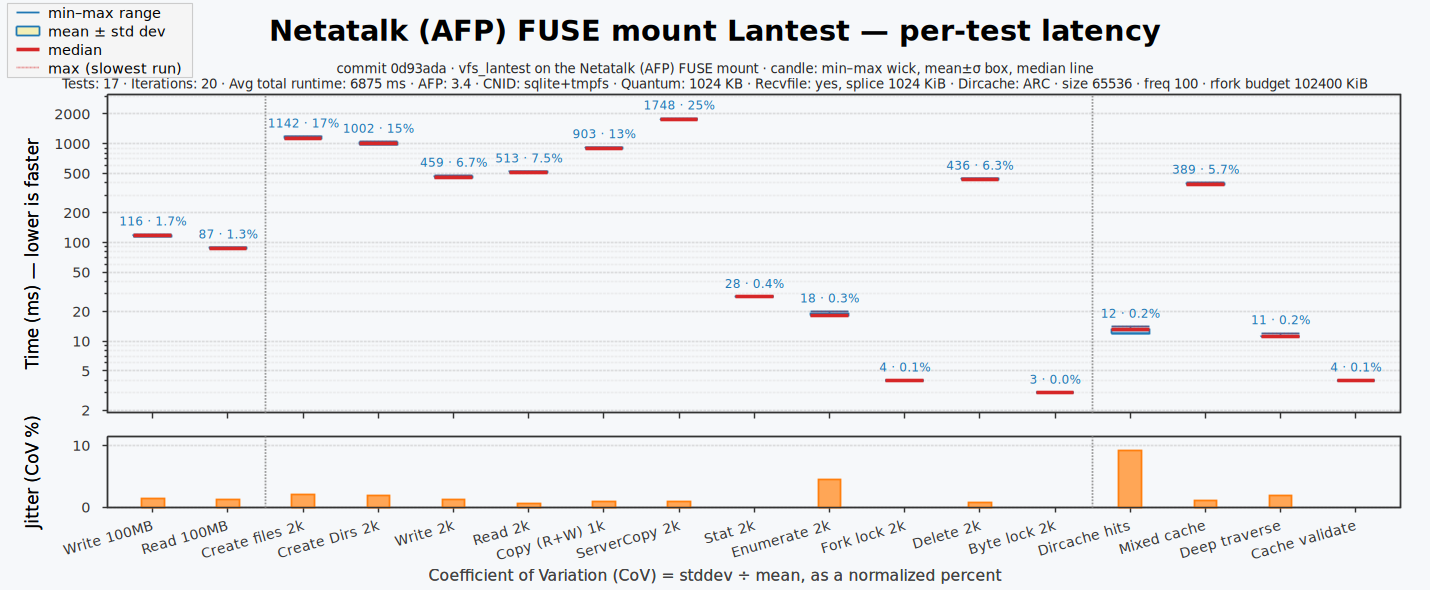 min–max range
mean ± std dev
median
max (slowest run)
Netatalk (AFP) FUSE mount Lantest — per-test latency
commit 0d93ada · vfs_lantest on the Netatalk (AFP) FUSE mount · candle: min–max wick, mean±σ box, median line
Tests: 17 · Iterations: 20 · Avg total runtime: 6875 ms · AFP: 3.4 · CNID: sqlite+tmpfs · Quantum: 1024 KB · Recvfile: yes, splice 1024 KiB · Dircache: ARC · size 65536 · freq 100 · rfork budget 102400 KiB
Time (ms) — lower is faster
2000
1000
500
200
100
50
20
10
5
2
116 · 1.7%
87 · 1.3%
1142 · 17%
1002 · 15%
459 · 6.7%
513 · 7.5%
903 · 13%
1748 · 25%
28 · 0.4%
18 · 0.3%
4 · 0.1%
436 · 6.3%
3 · 0.0%
12 · 0.2%
389 · 5.7%
11 · 0.2%
4 · 0.1%
Jitter (CoV %)
10
0
Write 100MB
Read 100MB
Create files 2k
Create Dirs 2k
Write 2k
Read 2k
Copy (R+W) 1k
ServerCopy 2k
Stat 2k
Enumerate 2k
Fork lock 2k
Delete 2k
Byte lock 2k
Dircache hits
Mixed cache
Deep traverse
Cache validate
Coefficient of Variation (CoV) = stddev ÷ mean, as a normalized percent